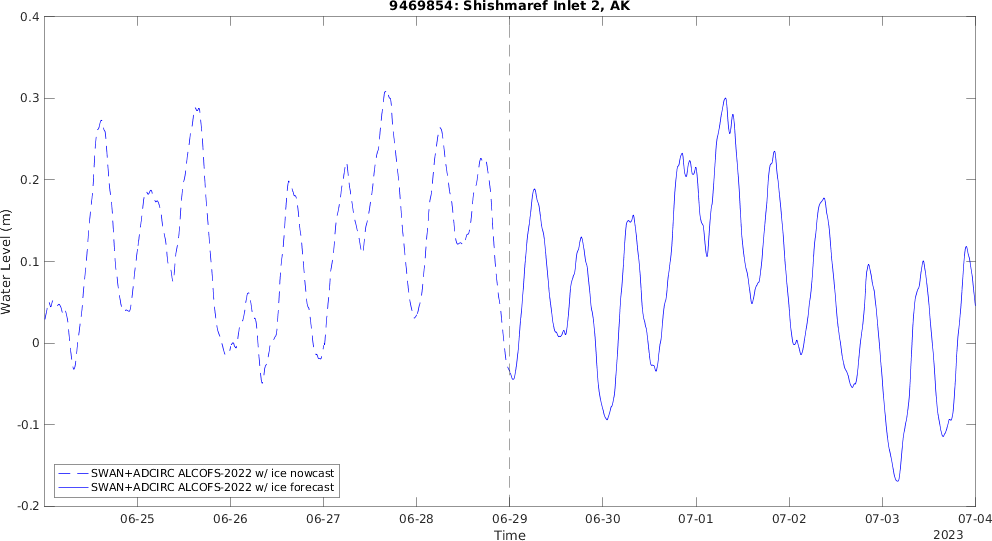 9469854: Shishmaref Inlet 2, AK
0.4
0.3
0.2
0.1
0
-0.1
-0.2
Water Level (m)
SWAN+ADCIRC ALCOFS-2022 w/ ice nowcast
SWAN+ADCIRC ALCOFS-2022 w/ ice forecast
06-25 06-26 06-27 06-28 06-29 06-30 07-01 07-02 07-03 07-04
Time
2023